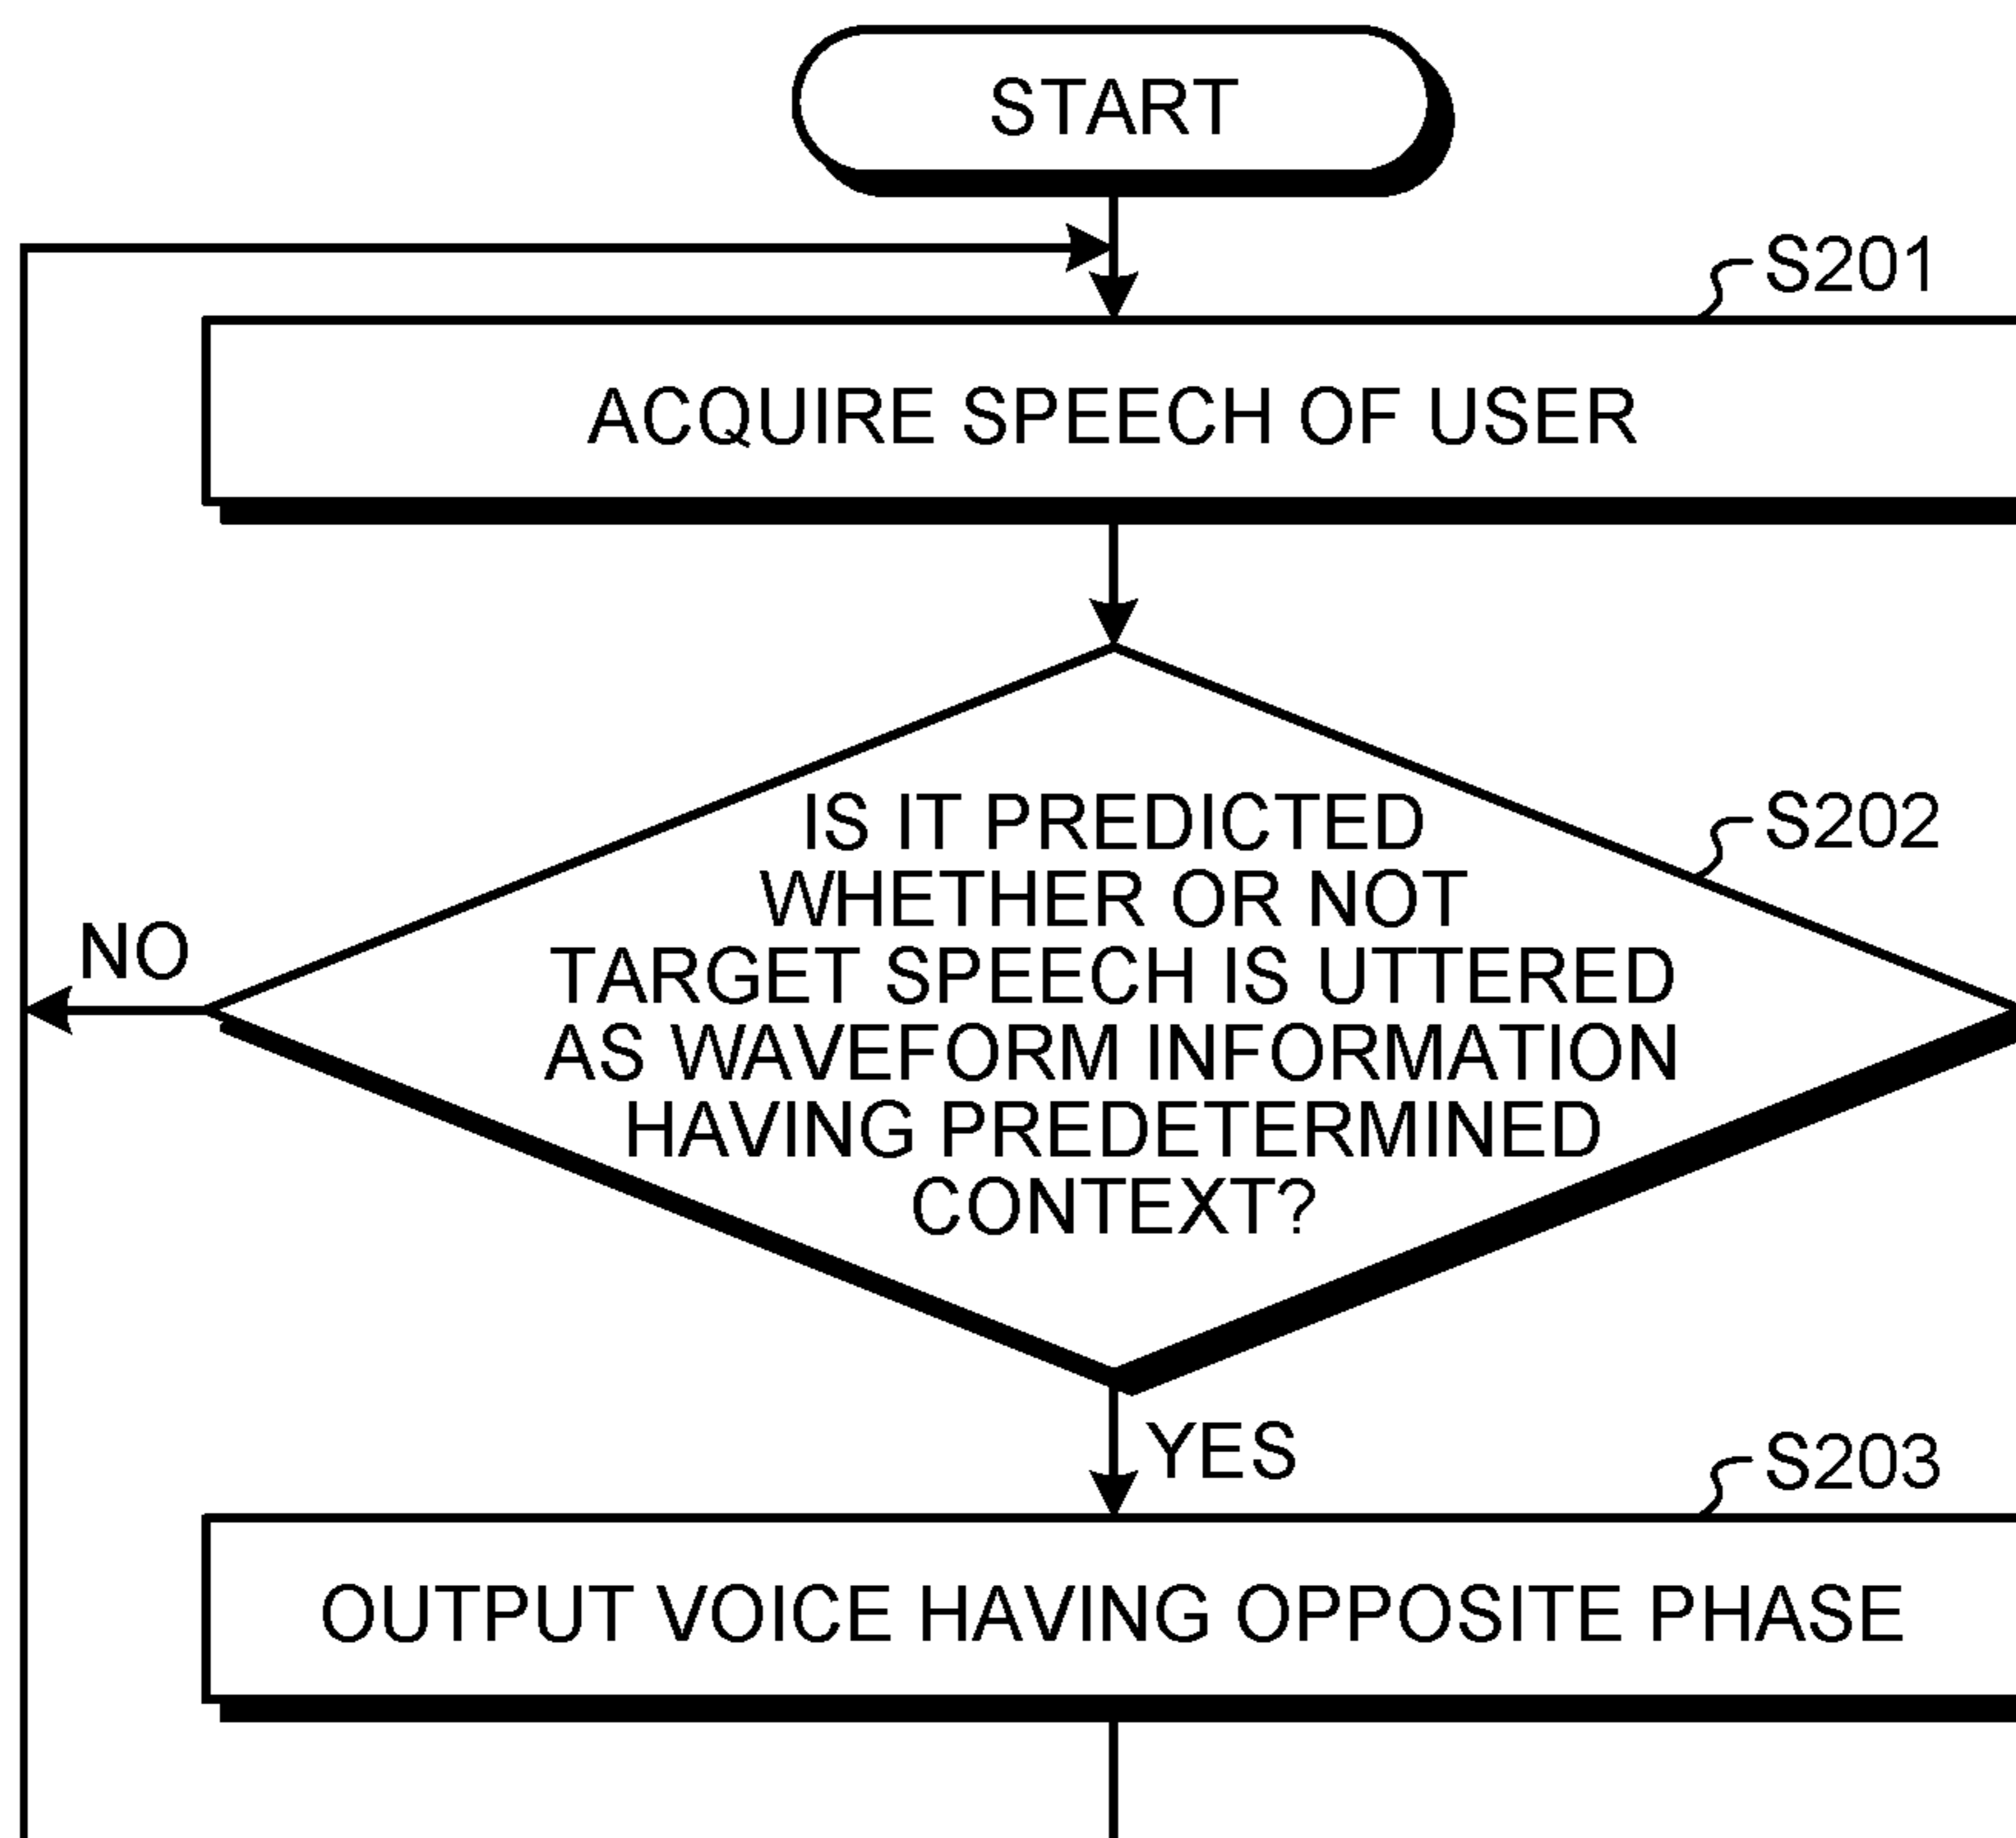 START
S201
ACQUIRE SPEECH OF USER
S202
IS IT PREDICTED
WHETHER OR NOT
TARGET SPEECH IS UTTERED
AS WAVEFORM INFORMATION
HAVING PREDETERMINED
CONTEXT?
NO
YES
S203
OUTPUT VOICE HAVING OPPOSITE PHASE